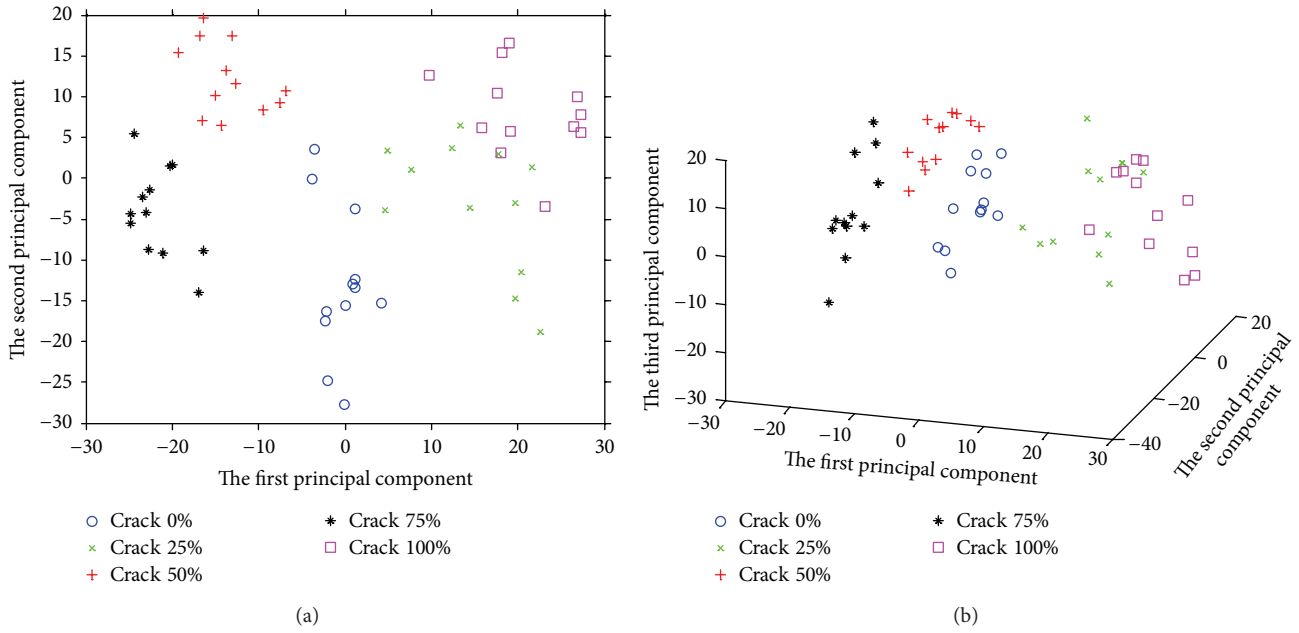 20
15
10
5
0
−5
−10
−15
−20
−25
−30
The second principal component
−30 −20 −10 0 10 20 30
The first principal component
Crack 0%
Crack 25%
Crack 50%
Crack 75%
Crack 100%
(a)
20
10
0
−10
−20
−30
The third principal component
−30 −20 −10 0 10 20 30
The first principal component
20
0
−20
−40
The second principal
component
Crack 0%
Crack 25%
Crack 50%
Crack 75%
Crack 100%
(b)